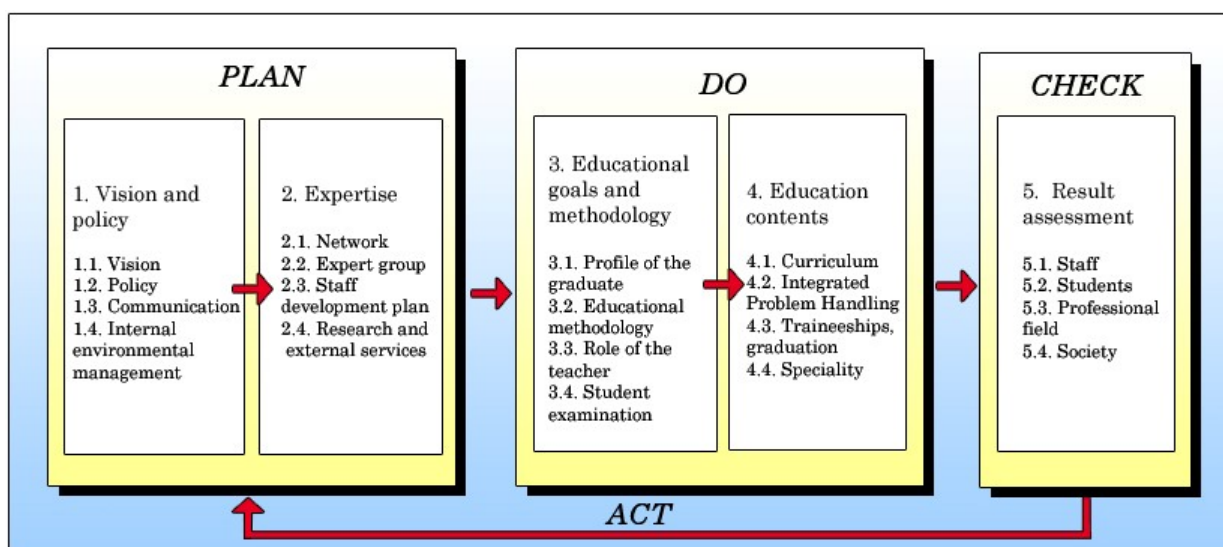 PLAN
1. Vision and
policy
1.1. Vision
1.2. Policy
1.3. Communication
1.4. Internal
environmental
management
2. Expertise
2.1. Network
2.2. Expert group
2.3. Staff
development plan
2.4. Research and
external services
DO
3. Educational
goals and
methodology
3.1. Profile of the
graduate
3.2. Educational
methodology
3.3. Role of the
teacher
3.4. Student
examination
4. Education
contents
4.1. Curriculum
4.2. Integrated
Problem Handling
4.3. Traineeships,
graduation
4.4. Speciality
CHECK
5. Result
assessment
5.1. Staff
5.2. Students
5.3. Professional
field
5.4. Society
ACT